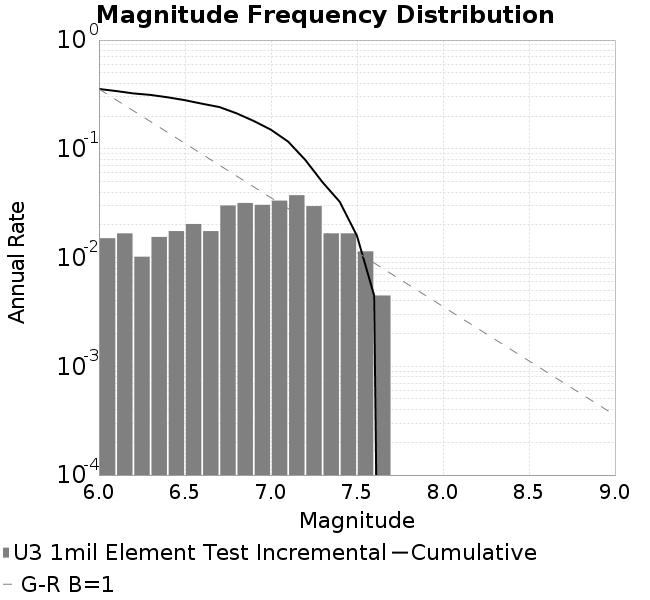 Magnitude Frequency Distribution
10^0
10^-1
10^-2
10^-3
10^-4
Annual Rate
6.0 6.5 7.0 7.5 8.0 8.5 9.0
Magnitude
U3 1mil Element Test Incremental Cumulative
G-R B=1